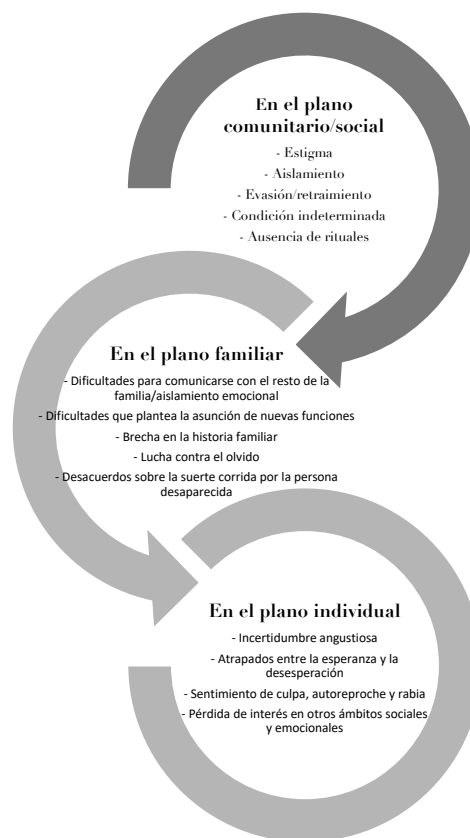 En el plano
comunitario/social
- Estigma
- Aislamiento
- Evasión/retraimiento
- Condición indeterminada
- Ausencia de rituales
En el plano familiar
- Dificultades para comunicarse con el resto de la
familia/aislamiento emocional
- Dificultades que plantea la asunción de nuevas funciones
- Brecha en la historia familiar
- Lucha contra el olvido
- Desacuerdos sobre la suerte corrida por la persona
desaparecida
En el plano individual
- Incertidumbre angustiosa
- Atrapados entre la esperanza y la
desesperación
- Sentimiento de culpa, autoreproche y rabia
- Pérdida de interés en otros ámbitos sociales
y emocionales